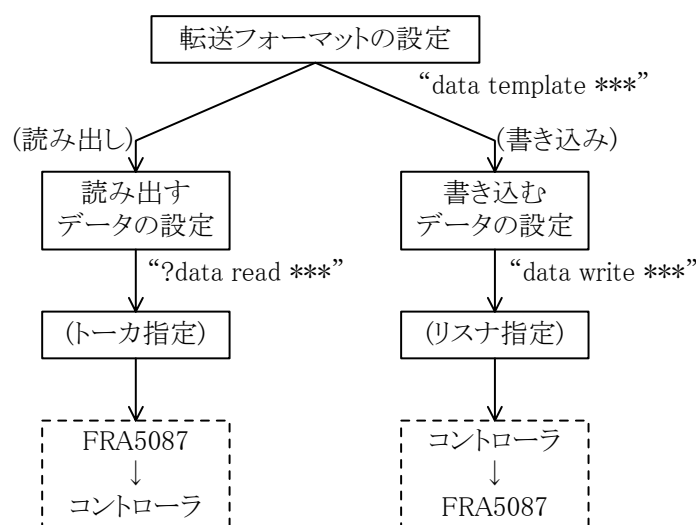 転送フォーマットの設定
“data template ***”
(読み出し)
(書き込み)
読み出す
データの設定
書き込む
データの設定
“?data read ***”
“data write ***”
(トーカ指定)
(リスナ指定)
FRA5087
↓
コントローラ
コントローラ
↓
FRA5087